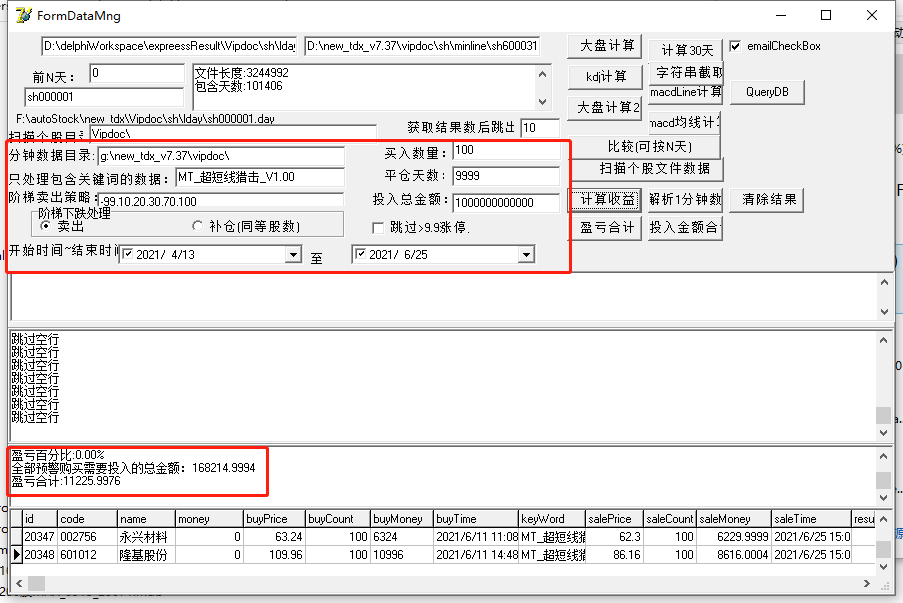 FormDataMng
D:\delphiWorkspace\expreessResult\Vipdoc\sh\lday D:\new_tdx_v7.37\vipdoc\sh\minline\sh600031 大盘计算 计算30天 emailCheckBox
前N天: 0 文件长度:3244992 kdj计算 字符串截取
sh000001 包含天数:101406 macdLine计算 QueryDB
大盘计算2
F:\autoStock\new_tdx\Vipdoc\sh\lday\sh000001.day macd均线计
扫描个股目 Vipdoc\ 获取结果数后跳出 10
分钟数据目录: g:\new_tdx_v7.37\vipdoc\ 买入数量: 100 比较(可按N天)
只处理包含关键词的数据: MT_超短线猎击_V1.00 平仓天数: 9999 扫描个股文件数据
阶梯卖出策略: -99.10.20.30.70.100 投入总金额: 1000000000000 计算收益 解析1分钟数 清除结果
阶梯下跌处理
卖出 补仓(同等股数) 跳过>9.9涨停. 盈亏合计 投入金额合
开始时间~结束时间 2021/ 4/13 至 2021/ 6/25
跳过空行
跳过空行
跳过空行
跳过空行
跳过空行
跳过空行
跳过空行
盈亏百分比:0.00%
全部预警购买需要投入的总金额: 168214.9994
盈亏合计:11225.9976
id code name money buyPrice buyCount buyMoney buyTime keyWord salePrice saleCount saleMoney saleTime resu
20347 002756 永兴材料 0 63.24 100 6324 2021/6/11 11:08 MT_超短线猎 62.3 100 6229.9999 2021/6/25 15:0
20348 601012 隆基股份 0 109.96 100 10996 2021/6/11 14:48 MT_超短线猎 86.16 100 8616.0004 2021/6/25 15:0